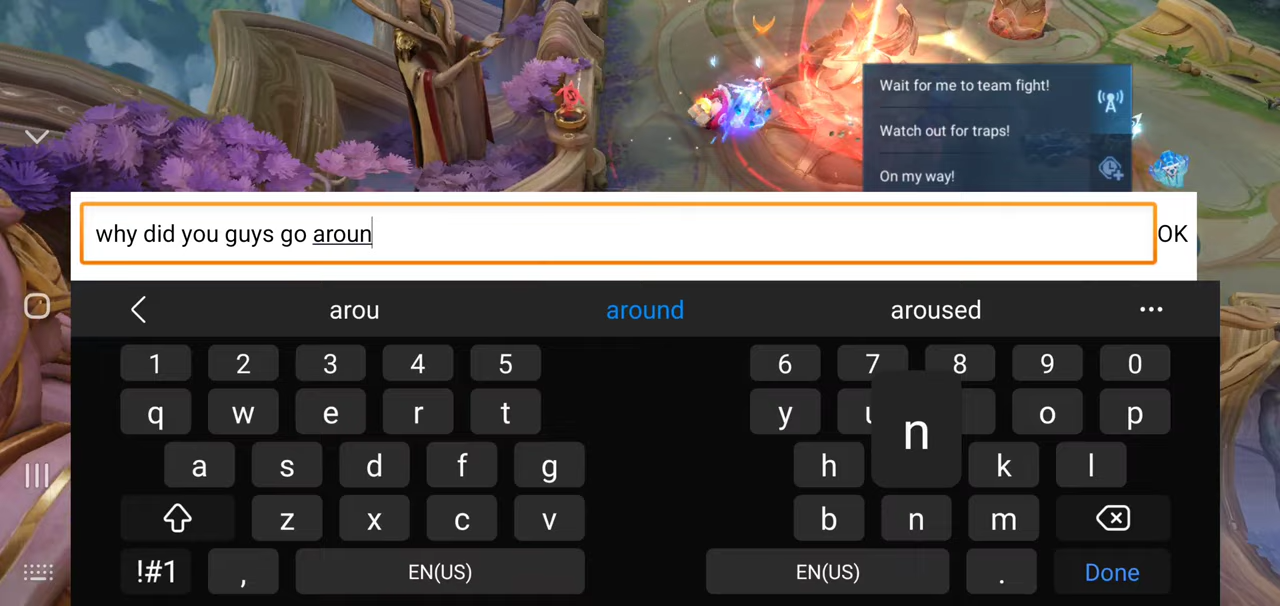 Wait for me to team fight!
Watch out for traps!
On my way!
why did you guys go aroun
OK
arou around aroused
1 2 3 4 5 6 7 8 9 0
q w e r t y u o p
n
a s d f g h k l
z x c v b n m
!#1 , EN(US) EN(US) . Done